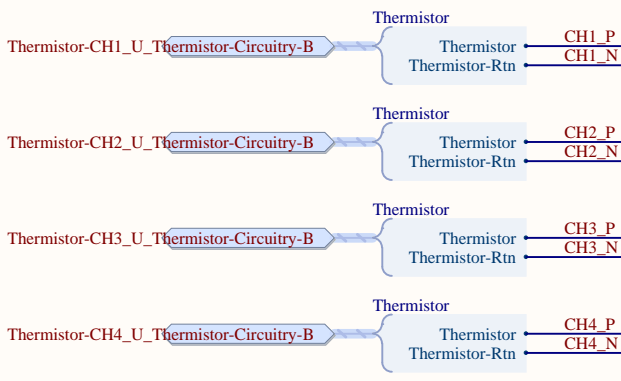 Thermistor
Thermistor-CH1_U_Thermistor-Circuitry-B
Thermistor
CH1_P
Thermistor-Rtn
CH1_N
Thermistor
Thermistor-CH2_U_Thermistor-Circuitry-B
Thermistor
CH2_P
Thermistor-Rtn
CH2_N
Thermistor
Thermistor-CH3_U_Thermistor-Circuitry-B
Thermistor
CH3_P
Thermistor-Rtn
CH3_N
Thermistor
Thermistor-CH4_U_Thermistor-Circuitry-B
Thermistor
CH4_P
Thermistor-Rtn
CH4_N